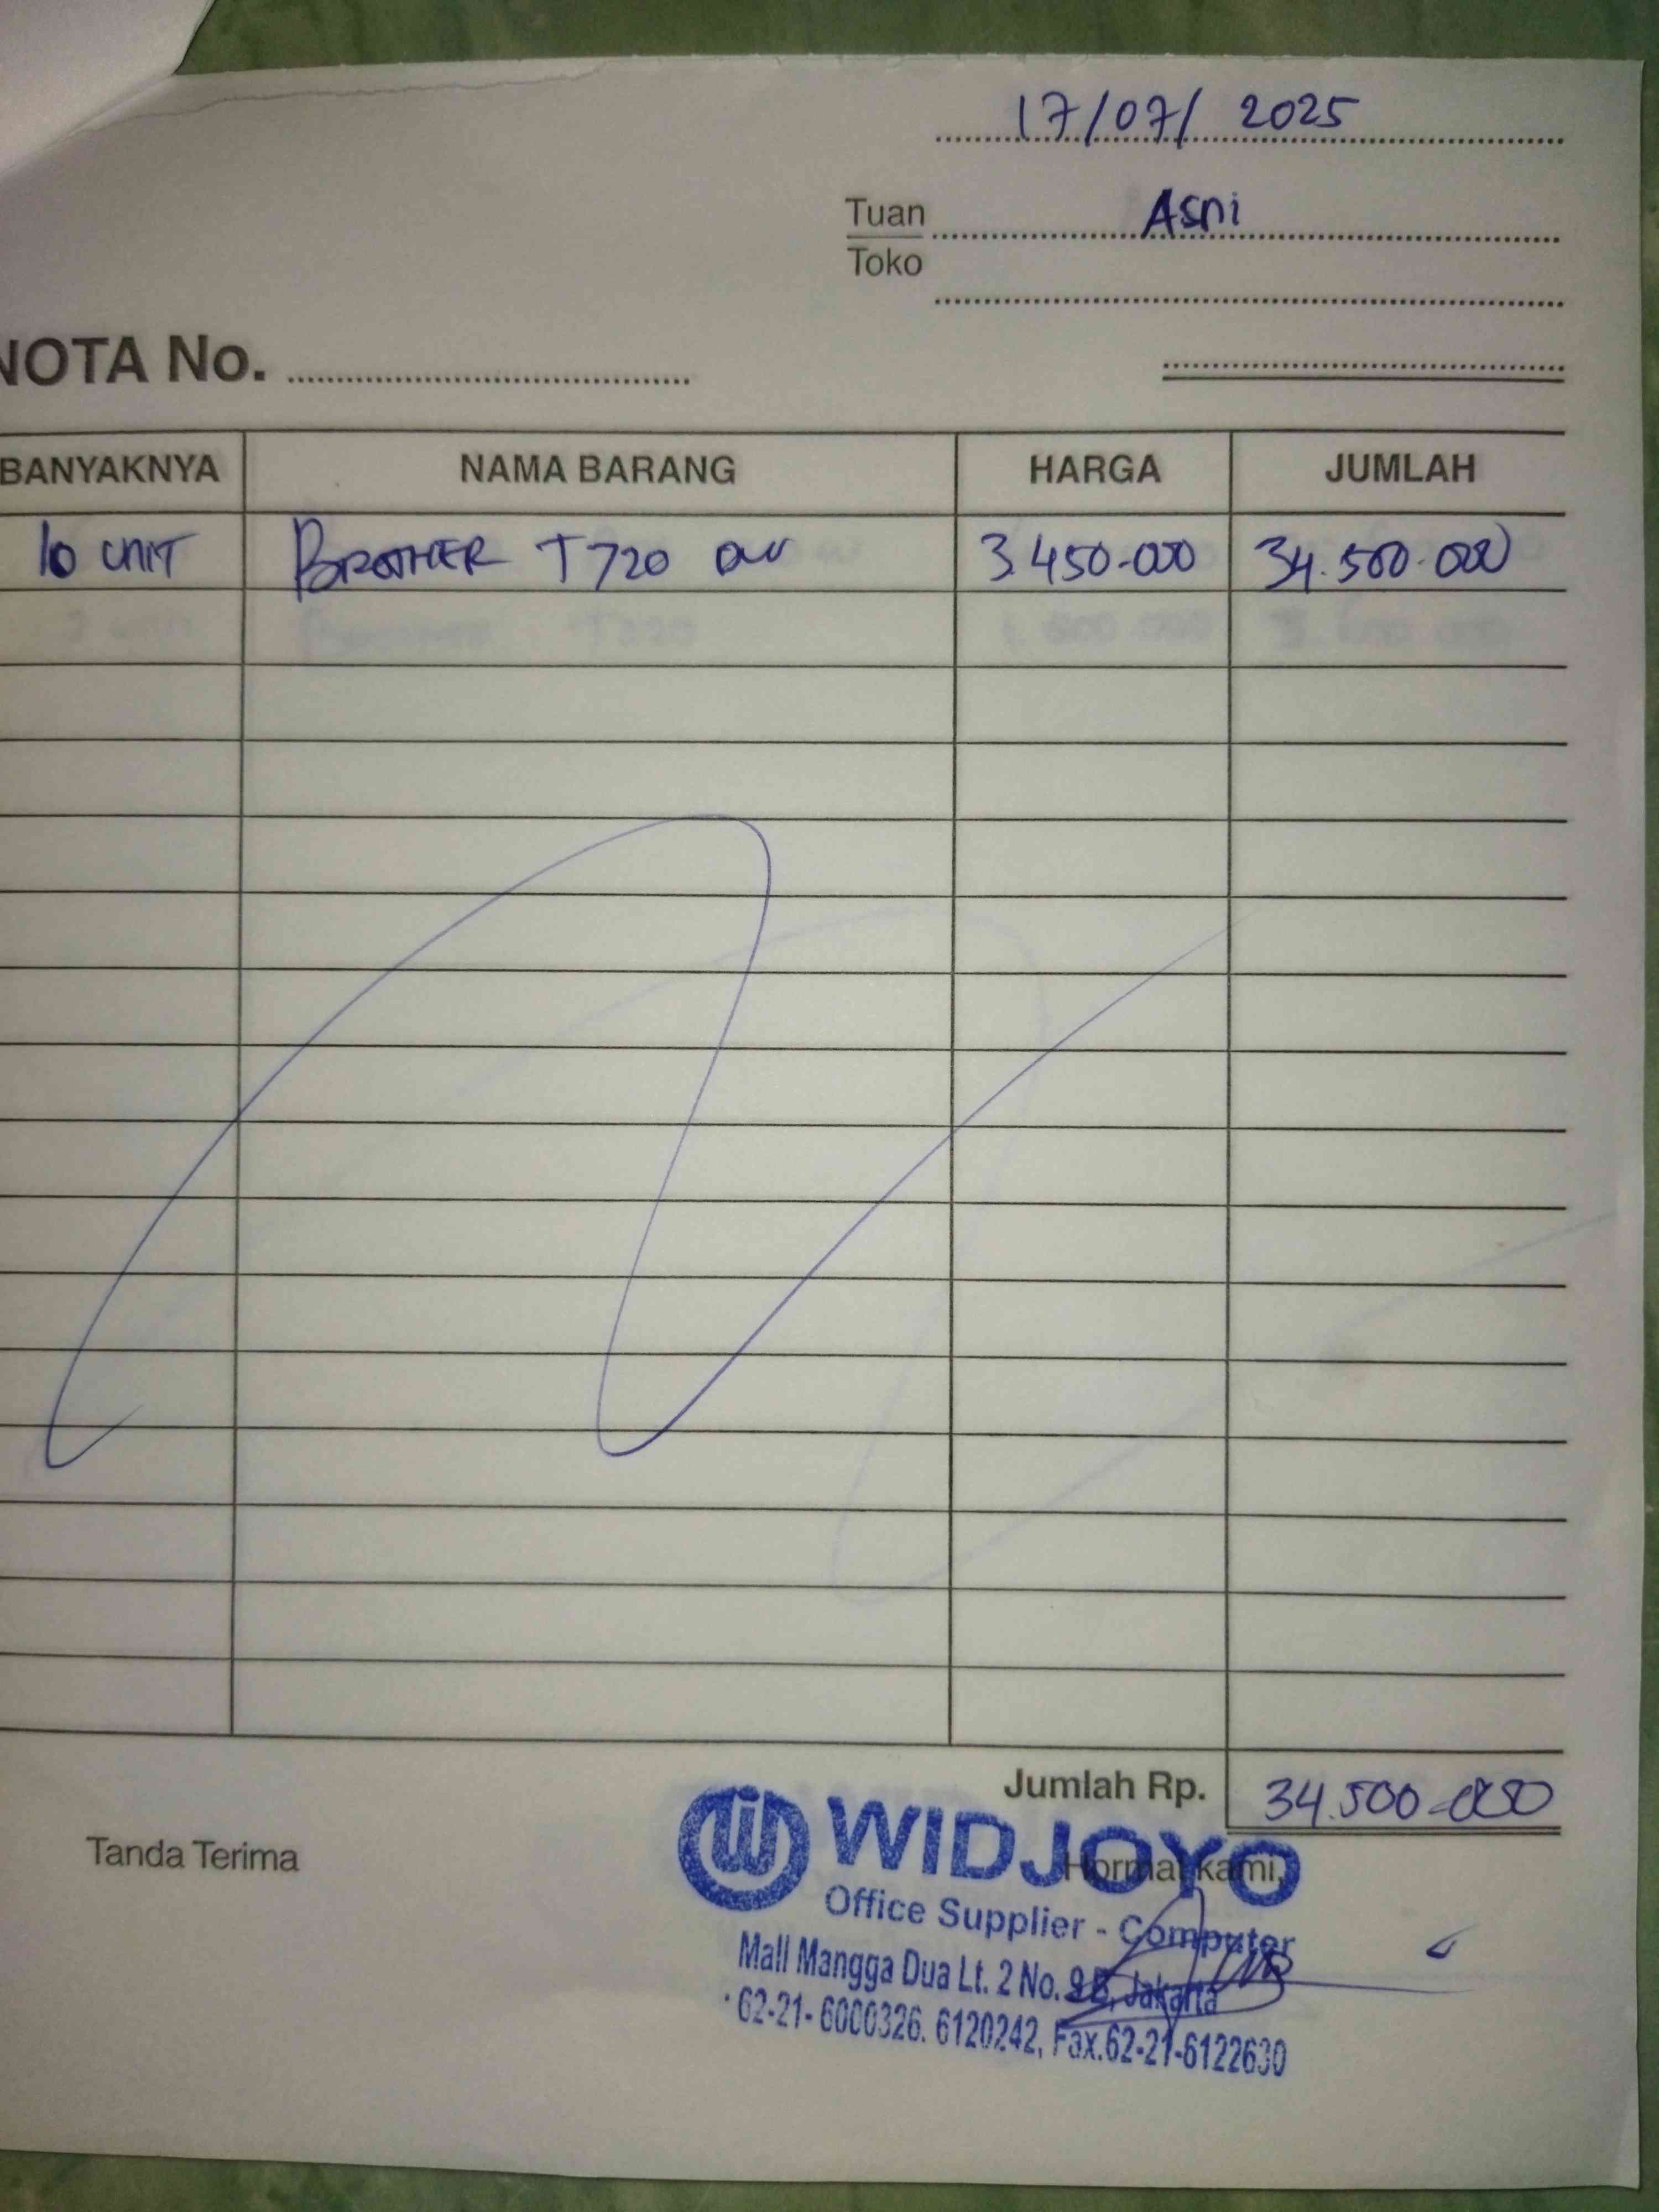 17/07/2025
Tuan Asni
Toko
NOTA No.
BANYAKNYA NAMA BARANG HARGA JUMLAH
10 UNIT BROTHER T720 DW 3.450.000 34.500.000
Jumlah Rp. 34.500.000
Tanda Terima
Hormat kami,
WIDJOYO
Office Supplier - Computer
Mall Mangga Dua Lt. 2 No. 9 B, Jakarta
62-21- 6000326. 6120242, Fax.62-21-6122630